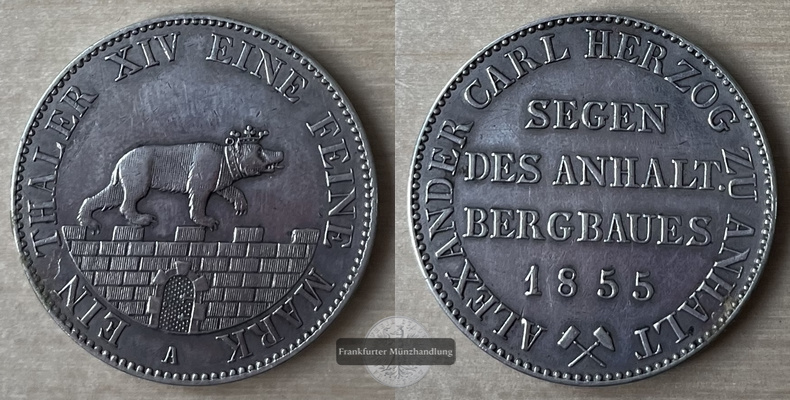 EIN THALER XIV EINE FEINE MARK
A
ALEXANDER CARL HERZOG ZU ANHALT
SEGEN
DES ANHALT.
BERGBAUES
1855
Frankfurter Münzhandlung